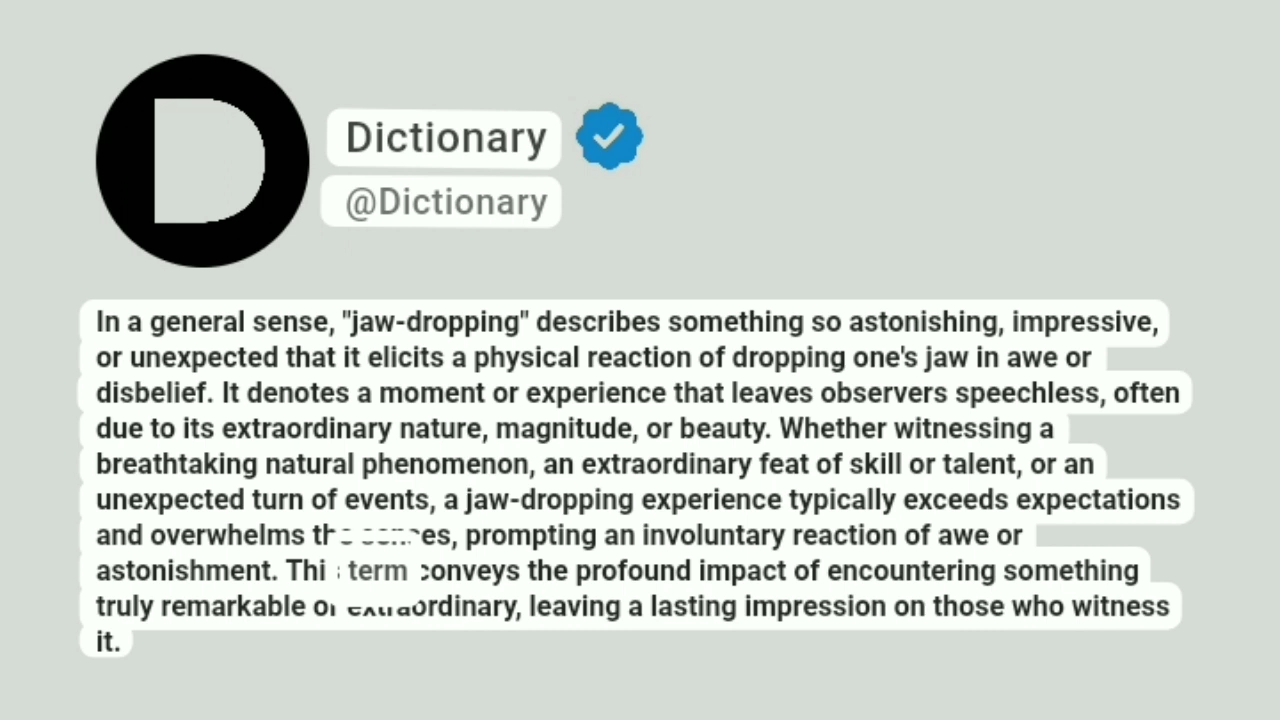 D
Dictionary
@Dictionary
In a general sense, "jaw-dropping" describes something so astonishing, impressive,
or unexpected that it elicits a physical reaction of dropping one's jaw in awe or
disbelief. It denotes a moment or experience that leaves observers speechless, often
due to its extraordinary nature, magnitude, or beauty. Whether witnessing a
breathtaking natural phenomenon, an extraordinary feat of skill or talent, or an
unexpected turn of events, a jaw-dropping experience typically exceeds expectations
and overwhelms the senses, prompting an involuntary reaction of awe or
astonishment. This term conveys the profound impact of encountering something
truly remarkable or extraordinary, leaving a lasting impression on those who witness
it.